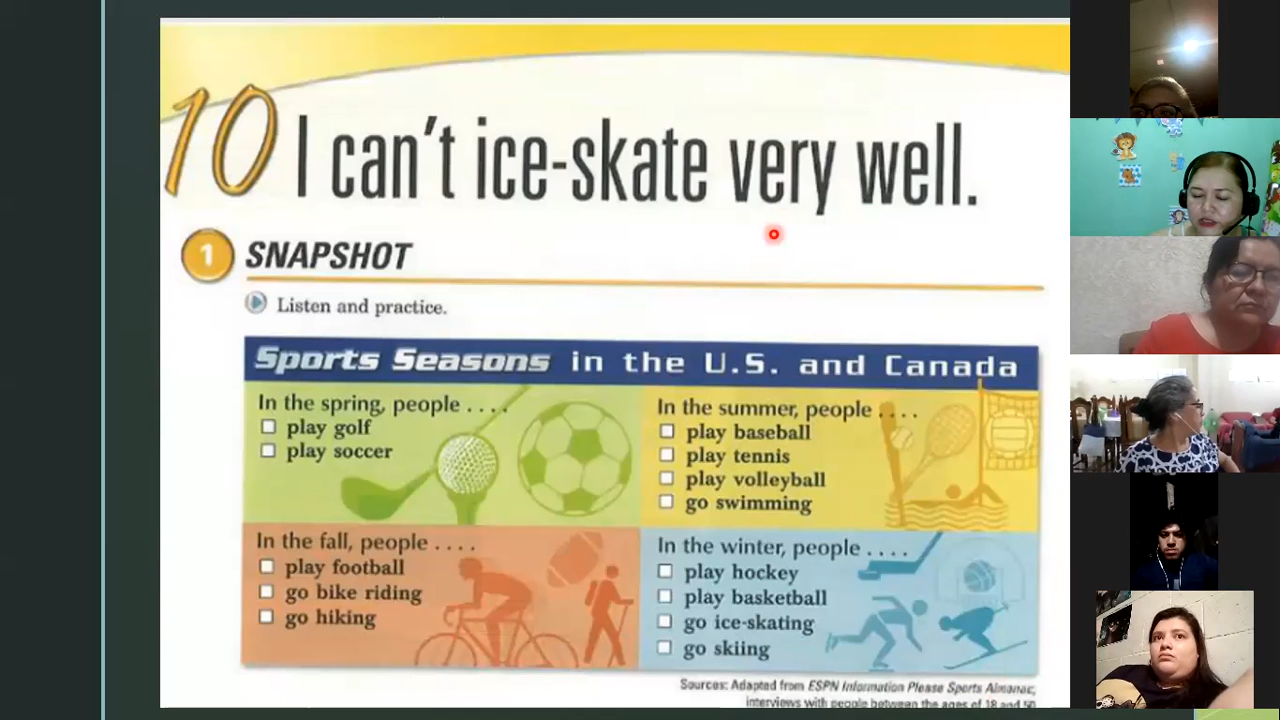 10 I can't ice-skate very well.
1 SNAPSHOT
Listen and practice.
Sports Seasons in the U.S. and Canada
In the spring, people ....
play golf
play soccer
In the summer, people ....
play baseball
play tennis
play volleyball
go swimming
In the fall, people ....
play football
go bike riding
go hiking
In the winter, people ....
play hockey
play basketball
go ice-skating
go skiing
Sources: Adapted from ESPN Information Please Sports Almanac,
interviews with people between the ages of 18 and 50